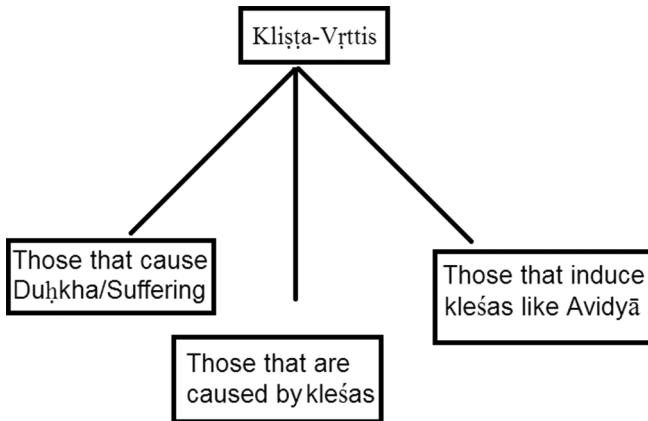 Kliṣṭa-Vṛttis
Those that cause
Duḥkha/Suffering
Those that are
caused by kleśas
Those that induce
kleśas like Avidyā